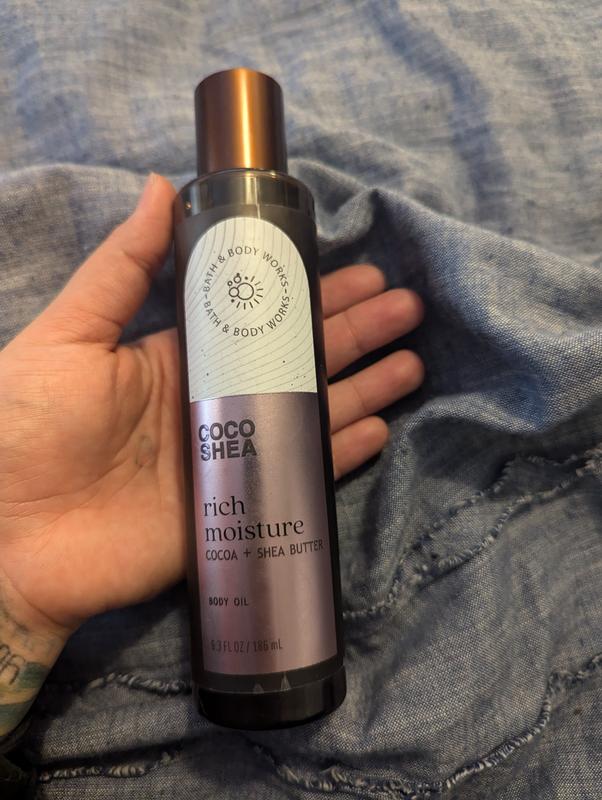 BATH & BODY WORKS
BATH & BODY WORKS
COCO
SHEA
rich
moisture
COCOA + SHEA BUTTER
BODY OIL
6.3 FL OZ / 186 mL